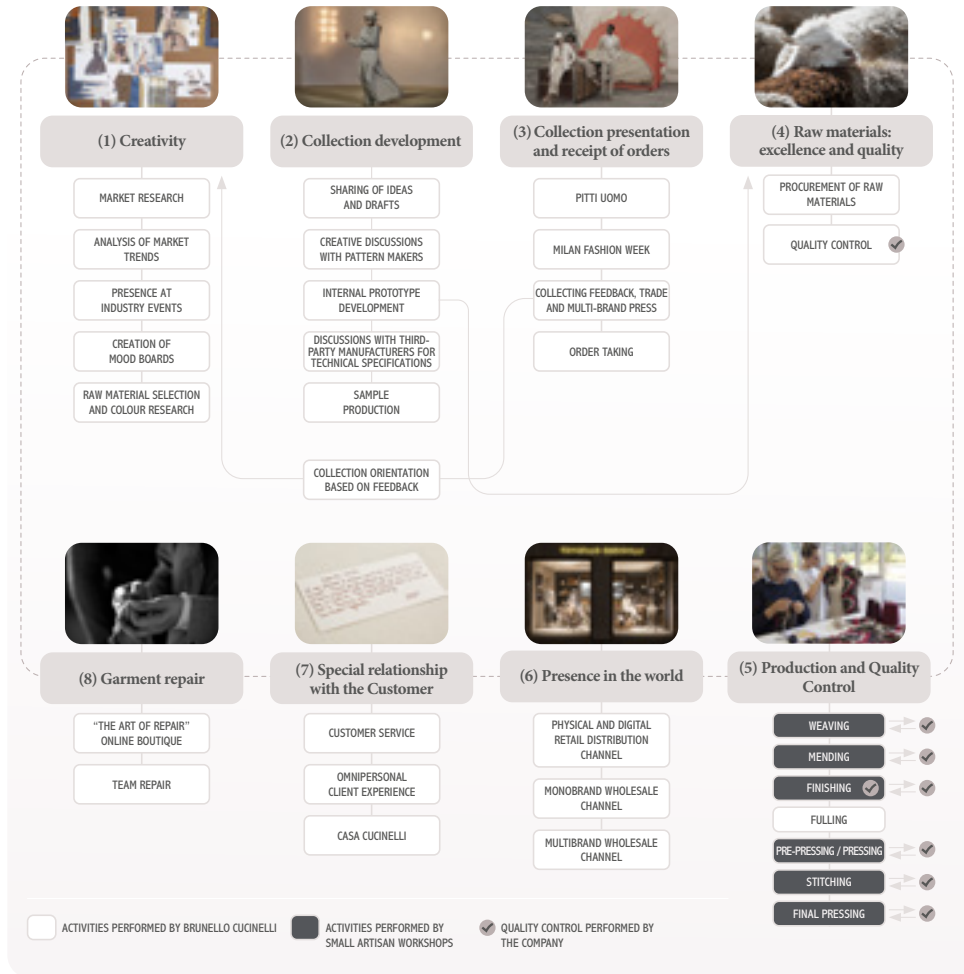 (1) Creativity
MARKET RESEARCH
ANALYSIS OF MARKET
TRENDS
PRESENCE AT
INDUSTRY EVENTS
CREATION OF
MOOD BOARDS
RAW MATERIAL SELECTION
AND COLOUR RESEARCH
(2) Collection development
SHARING OF IDEAS
AND DRAFTS
CREATIVE DISCUSSIONS
WITH PATTERN MAKERS
INTERNAL PROTOTYPE
DEVELOPMENT
DISCUSSIONS WITH THIRD-
PARTY MANUFACTURERS FOR
TECHNICAL SPECIFICATIONS
SAMPLE
PRODUCTION
COLLECTION ORIENTATION
BASED ON FEEDBACK
(3) Collection presentation
and receipt of orders
PITTI UOMO
MILAN FASHION WEEK
COLLECTING FEEDBACK, TRADE
AND MULTI-BRAND PRESS
ORDER TAKING
(4) Raw materials:
excellence and quality
PROCUREMENT OF RAW
MATERIALS
QUALITY CONTROL
(8) Garment repair
"THE ART OF REPAIR"
ONLINE BOUTIQUE
TEAM REPAIR
(7) Special relationship
with the Customer
CUSTOMER SERVICE
OMNIPERSONAL
CLIENT EXPERIENCE
CASA CUCINELLI
(6) Presence in the world
PHYSICAL AND DIGITAL
RETAIL DISTRIBUTION
CHANNEL
MONOBRAND WHOLESALE
CHANNEL
MULTIBRAND WHOLESALE
CHANNEL
(5) Production and Quality
Control
WEAVING
MENDING
FINISHING
FULLING
PRE-PRESSING / PRESSING
STITCHING
FINAL PRESSING
ACTIVITIES PERFORMED BY BRUNELLO CUCINELLI
ACTIVITIES PERFORMED BY
SMALL ARTISAN WORKSHOPS
QUALITY CONTROL PERFORMED BY
THE COMPANY